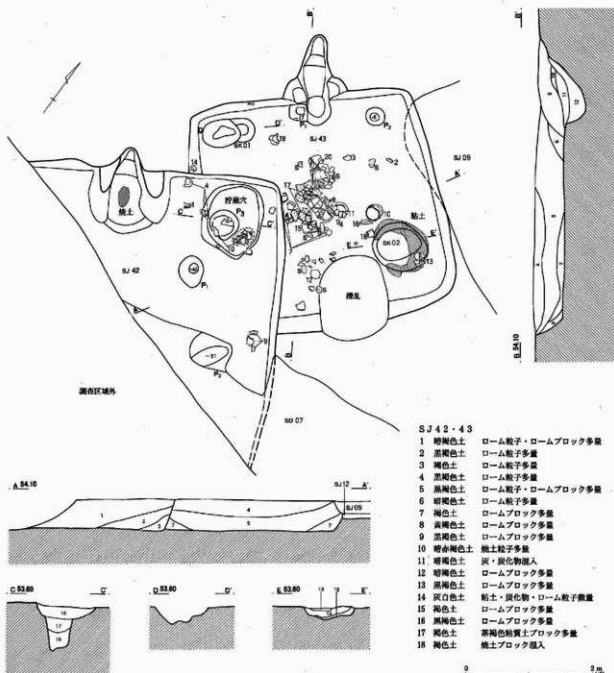 B'
B'
SK01
D'
P1
SJ43
P2
SJ09
A'
焼土
貯蔵穴
P3
C
C'
粘土
SK02
E
E'
SJ42
P1
撹乱
P2
調査区域外
SD07
B
B 54.10
A 54.10
SJ12
A'
SJ09
C 53.60
C'
D 53.60
D'
E 53.60
E'
SJ42・43
1 暗褐色土 ローム粒子・ロームブロック多量
2 黒褐色土 ローム粒子多量
3 褐色土 ローム粒子多量
4 黒褐色土 ローム粒子多量
5 黒褐色土 ローム粒子・ロームブロック多量
6 暗褐色土 ローム粒子多量
7 褐色土 ロームブロック多量
8 黄褐色土 ロームブロック多量
9 黒褐色土 ロームブロック多量
10 暗赤褐色土 焼土粒子多量
11 暗褐色土 灰・炭化物混入
12 暗褐色土 ロームブロック多量
13 黒褐色土 ロームブロック多量
14 灰白色土 粘土・炭化物・ローム粒子微量
15 褐色土 ロームブロック多量
16 黒褐色土 ロームブロック多量
17 褐色土 茶褐色粘質土ブロック多量
18 褐色土 焼土ブロック混入
0 2m